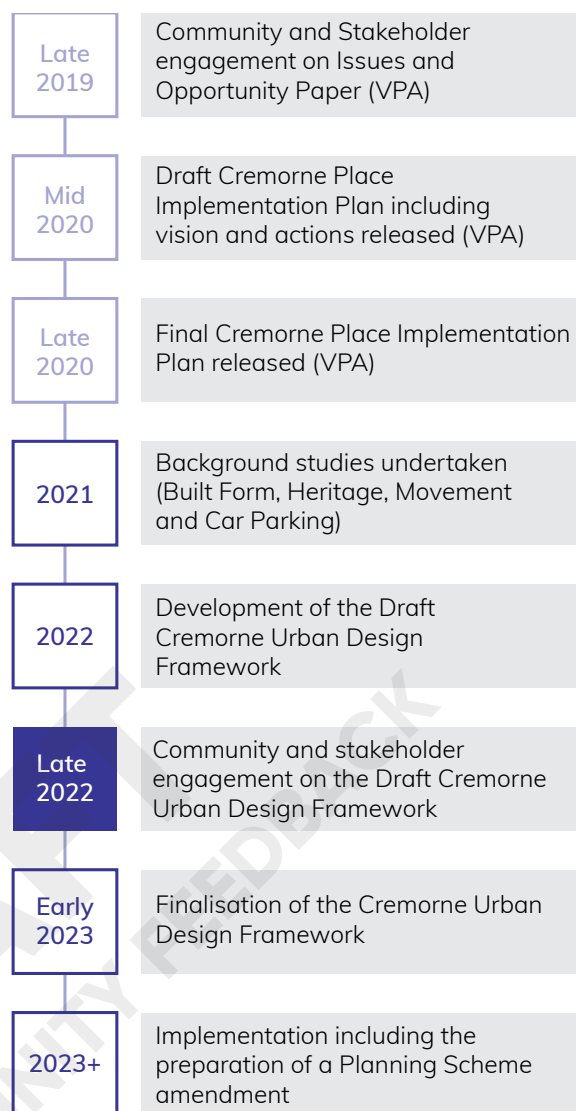 Late
2019
Community and Stakeholder
engagement on Issues and
Opportunity Paper (VPA)
Mid
2020
Draft Cremorne Place
Implementation Plan including
vision and actions released (VPA)
Late
2020
Final Cremorne Place Implementation
Plan released (VPA)
2021
Background studies undertaken
(Built Form, Heritage, Movement
and Car Parking)
2022
Development of the Draft
Cremorne Urban Design
Framework
Late
2022
Community and stakeholder
engagement on the Draft Cremorne
Urban Design Framework
Early
2023
Finalisation of the Cremorne Urban
Design Framework
2023+
Implementation including the
preparation of a Planning Scheme
amendment
FEEDBACK